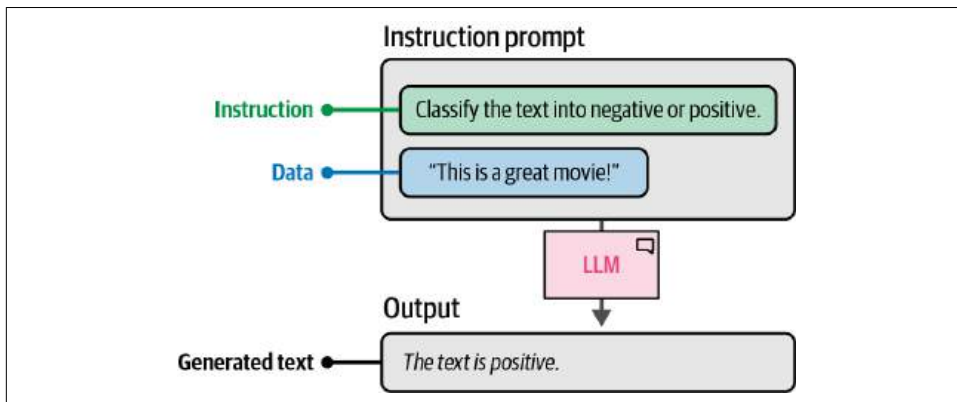 Instruction prompt
Instruction
Classify the text into negative or positive.
Data
“This is a great movie!”
LLM
Output
Generated text
The text is positive.